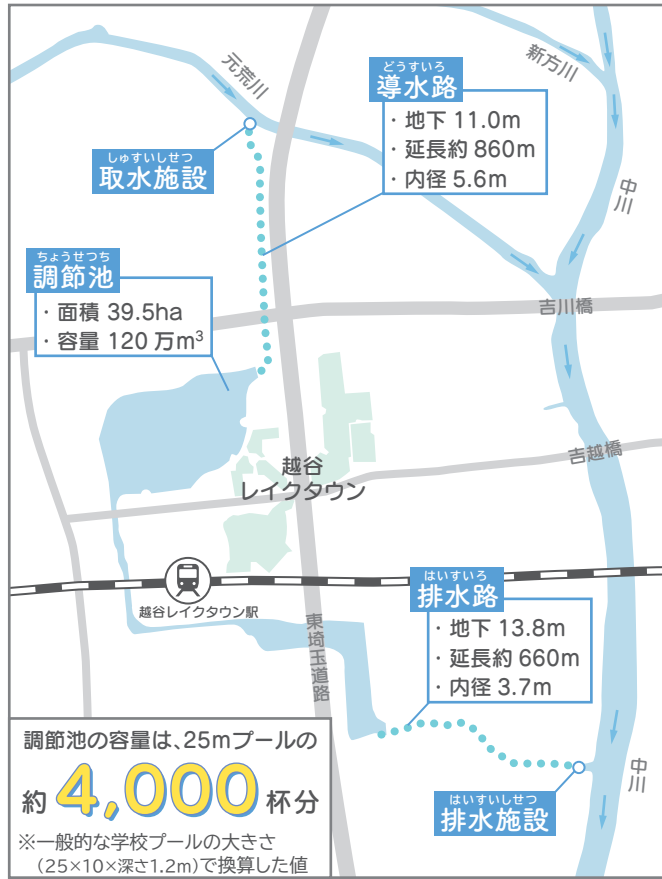 元荒川
新方川
どうすいろ
導水路
・地下 11.0m
・延長約 860m
・内径 5.6m
しゅすいしせつ
取水施設
中川
ちょうせつち
調節池
・面積 39.5ha
・容量 120 万m³
吉川橋
越谷
レイクタウン
吉越橋
越谷レイクタウン駅
はいすいろ
排水路
・地下 13.8m
・延長約 660m
・内径 3.7m
東埼玉道路
調節池の容量は、25mプールの
約4,000杯分
※一般的な学校プールの大きさ
(25×10×深さ1.2m)で換算した値
はいすいしせつ
排水施設
中川